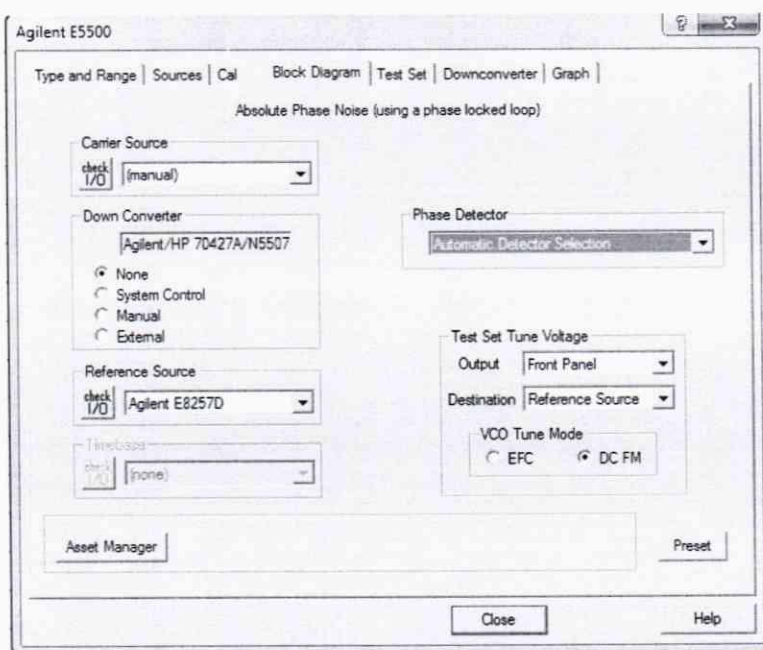 Agilent E5500
Type and Range Sources Cal Block Diagram Test Set Downconverter Graph
Absolute Phase Noise (using a phase locked loop)
Carrier Source
check I/O (manual)
Down Converter
Agilent/HP 70427A/N5507
None
System Control
Manual
External
Reference Source
check I/O Agilent E8257D
Timebase
check I/O (none)
Phase Detector
Automatic Detector Selection
Test Set Tune Voltage
Output Front Panel
Destination Reference Source
VCO Tune Mode
EFC DC FM
Asset Manager
Preset
Close
Help